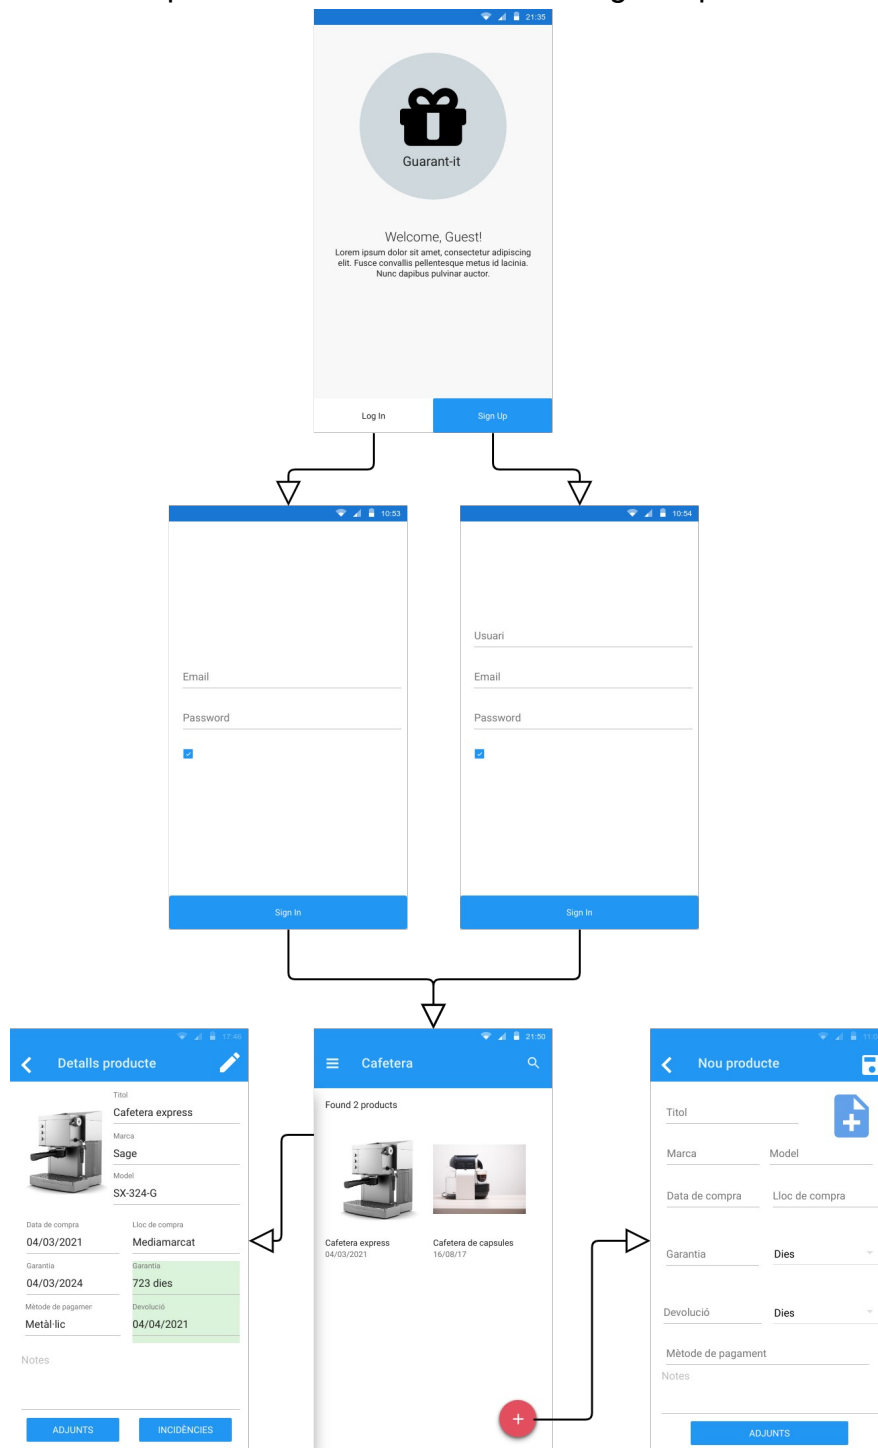 21:35
Guarant-it
Welcome, Guest!
Lorem ipsum dolor sit amet, consectetur adipiscing
elit. Fusce convallis pellentesque metus id lacinia.
Nunc dapibus pulvinar auctor.
Log In
Sign Up
10:53
Email
Password
Sign In
10:54
Usuari
Email
Password
Sign In
17:46
Detalls producte
Titol
Cafetera express
Marca
Sage
Model
SX-324-G
Data de compra
Lloc de compra
04/03/2021
Mediamarcat
Garantia
Garantia
04/03/2024
723 dies
Mètode de pagamen
Devolució
Metàl·lic
04/04/2021
Notes
ADJUNTS
INCIDÈNCIES
21:50
Cafetera
Found 2 products
Cafetera express
04/03/2021
Cafetera de capsules
16/08/17
+
Nou producte
Titol
Marca
Model
Data de compra
Lloc de compra
Garantia
Dies
Devolució
Dies
Mètode de pagament
Notes
ADJUNTS